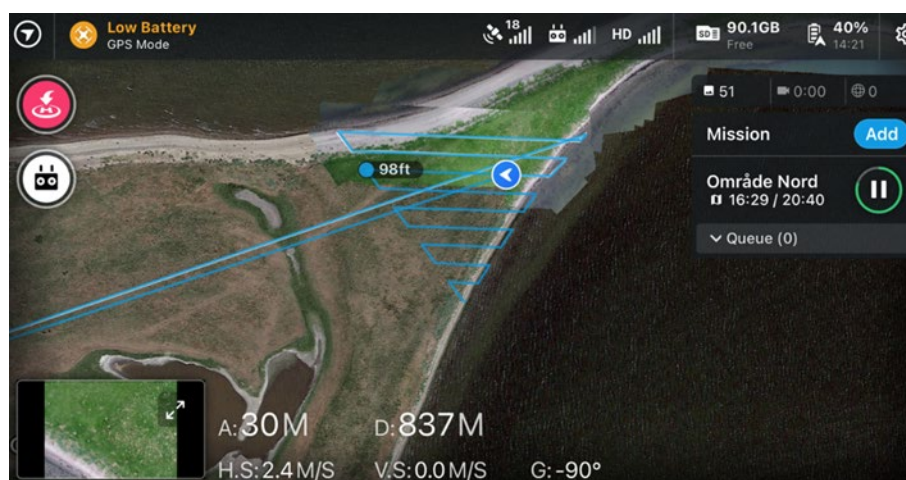 Low Battery
GPS Mode
18
HD
SD
90.1GB
Free
40%
14:21
51
0:00
0
Mission
Add
Område Nord
16:29 / 20:40
Queue (0)
98ft
A:30M
D:837M
H.S:2.4M/S
V.S:0.0M/S
G:-90°